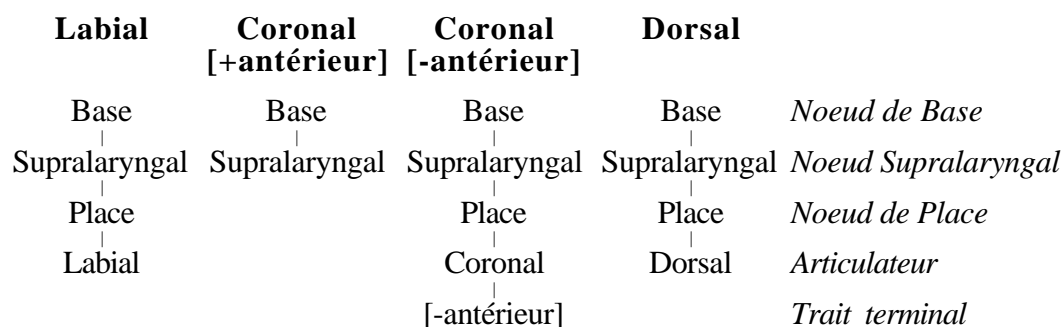 Labial Coronal Coronal Dorsal
[+antérieur] [-antérieur]
Base Base Base Base Noeud de Base
Supralaryngal Supralaryngal Supralaryngal Supralaryngal Noeud Supralaryngal
Place Place Place Noeud de Place
Labial Coronal Dorsal Articulateur
[-antérieur] Trait terminal